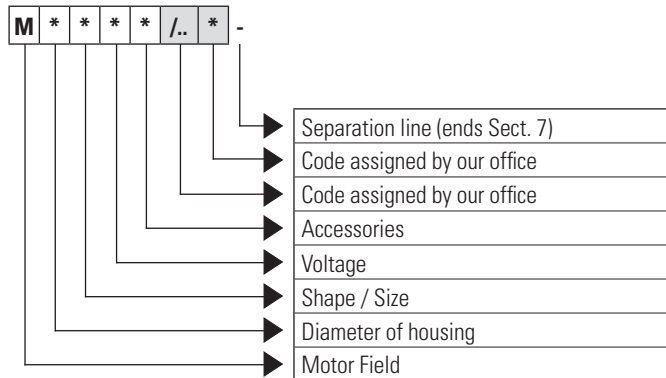 M * * * * /.. * -
Separation line (ends Sect. 7)
Code assigned by our office
Code assigned by our office
Accessories
Voltage
Shape / Size
Diameter of housing
Motor Field